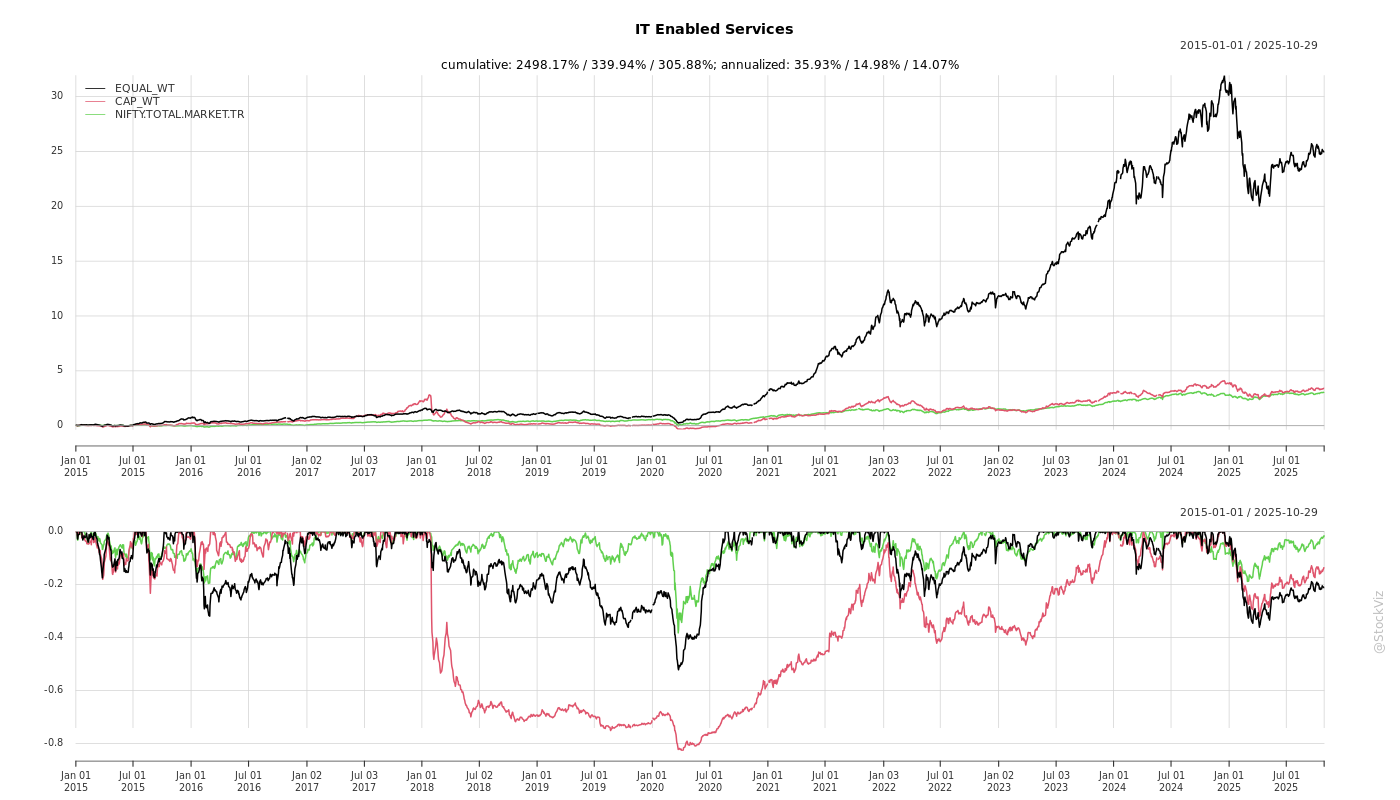 IT Enabled Services
2015-01-01 / 2025-10-29
cumulative: 2498.17% / 339.94% / 305.88%; annualized: 35.93% / 14.98% / 14.07%
EQUAL_WT
CAP_WT
NIFTY.TOTAL.MARKET.TR
30
25
20
15
10
5
0
Jan 01 Jul 01 Jan 01 Jul 01 Jan 02 Jul 03 Jan 01 Jul 02 Jan 01 Jul 01 Jan 01 Jul 01 Jan 01 Jul 01 Jan 03 Jul 01 Jan 02 Jul 03 Jan 01 Jul 01 Jan 01 Jul 01
2015 2015 2016 2016 2017 2017 2018 2018 2019 2019 2020 2020 2021 2021 2022 2022 2023 2023 2024 2024 2025 2025
2015-01-01 / 2025-10-29
0.0
-0.2
-0.4
-0.6
-0.8
Jan 01 Jul 01 Jan 01 Jul 01 Jan 02 Jul 03 Jan 01 Jul 02 Jan 01 Jul 01 Jan 01 Jul 01 Jan 01 Jul 01 Jan 03 Jul 01 Jan 02 Jul 03 Jan 01 Jul 01 Jan 01 Jul 01
2015 2015 2016 2016 2017 2017 2018 2018 2019 2019 2020 2020 2021 2021 2022 2022 2023 2023 2024 2024 2025 2025
@StockViz